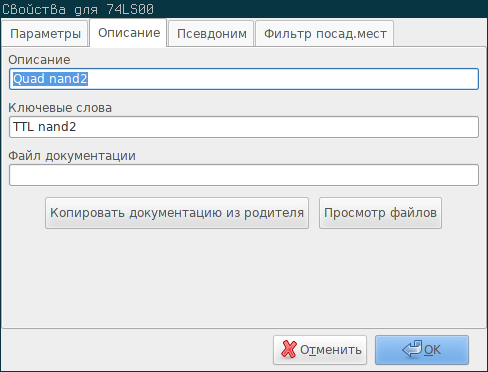 Свойства для 74LS00
Параметры Описание Псевдоним Фильтр посад.мест
Описание
Quad nand2
Ключевые слова
TTL nand2
Файл документации
Копировать документацию из родителя Просмотр файлов
Отменить OK